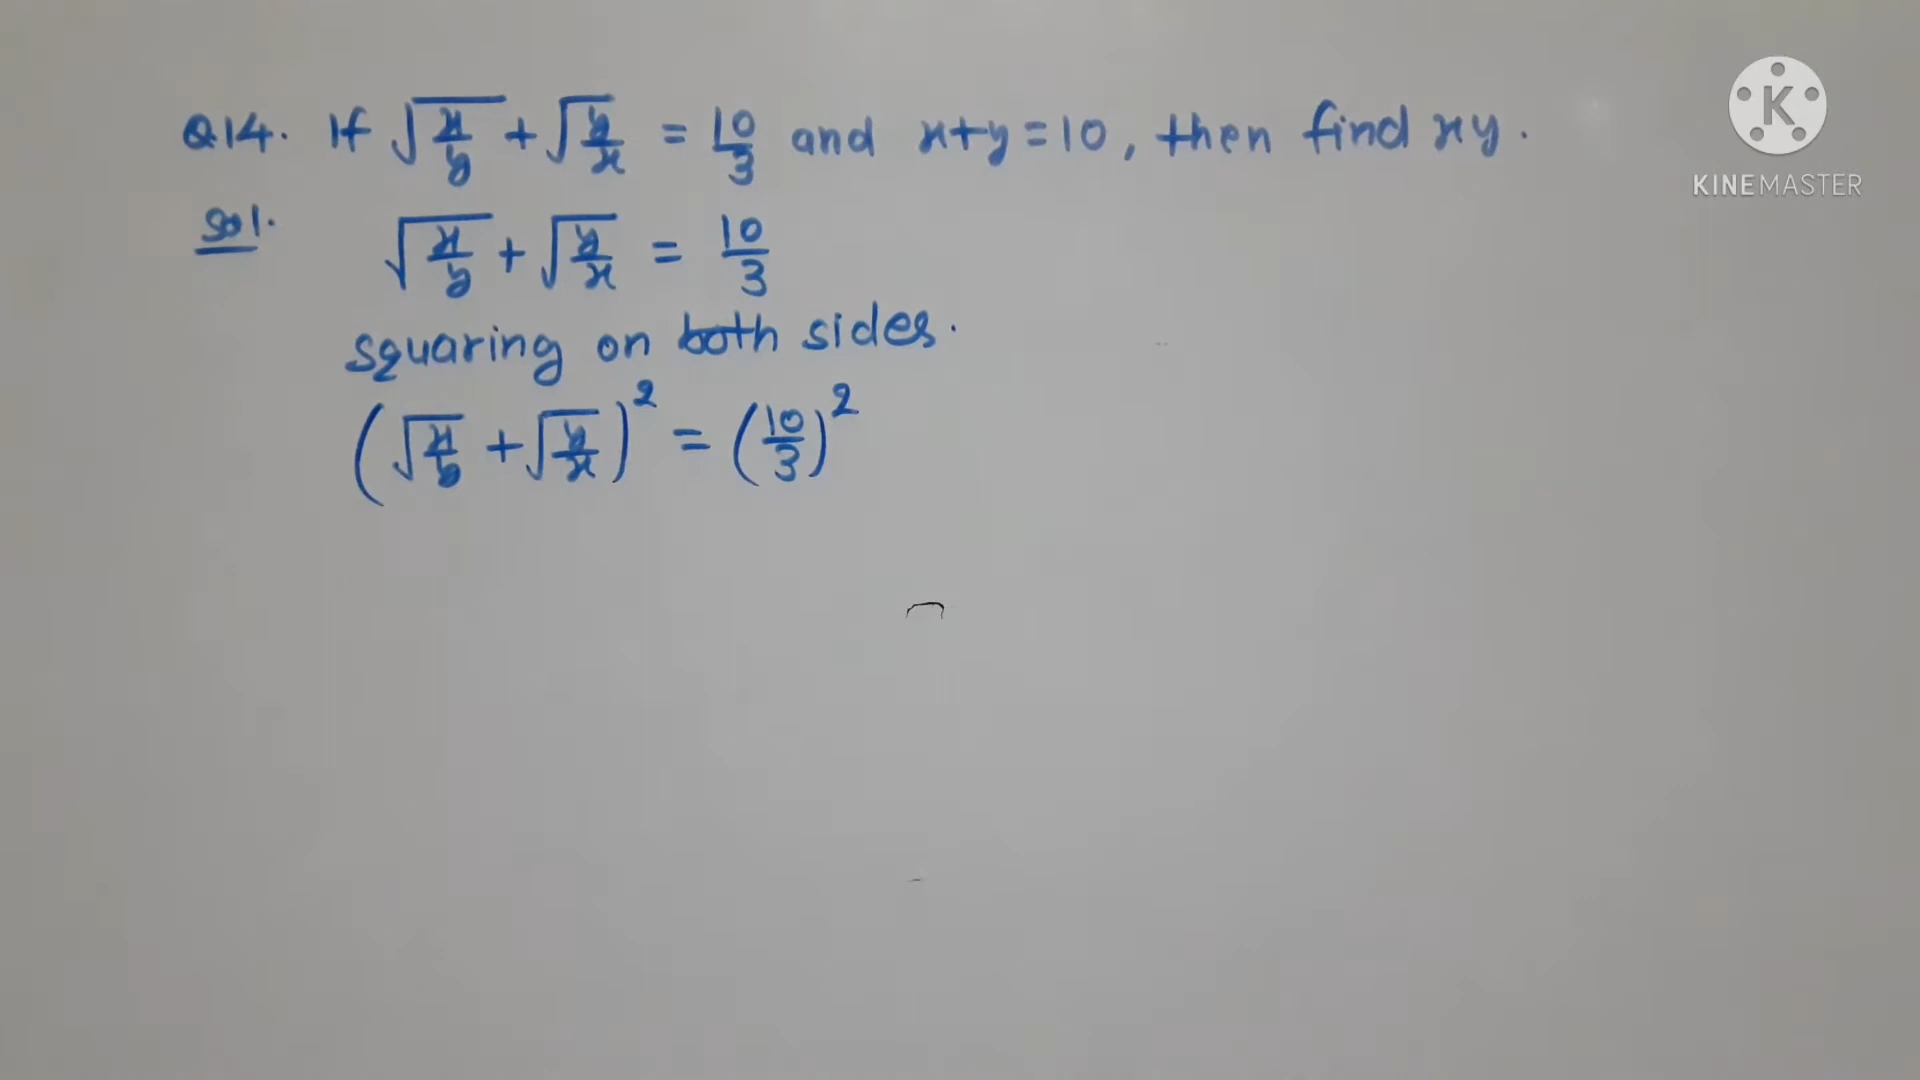 Q14. If √x/y + √y/x = 10/3 and x+y=10, then find xy.
Sol. √x/y + √y/x = 10/3
squaring on both sides.
(√x/y + √y/x)² = (10/3)²
K
KINEMASTER